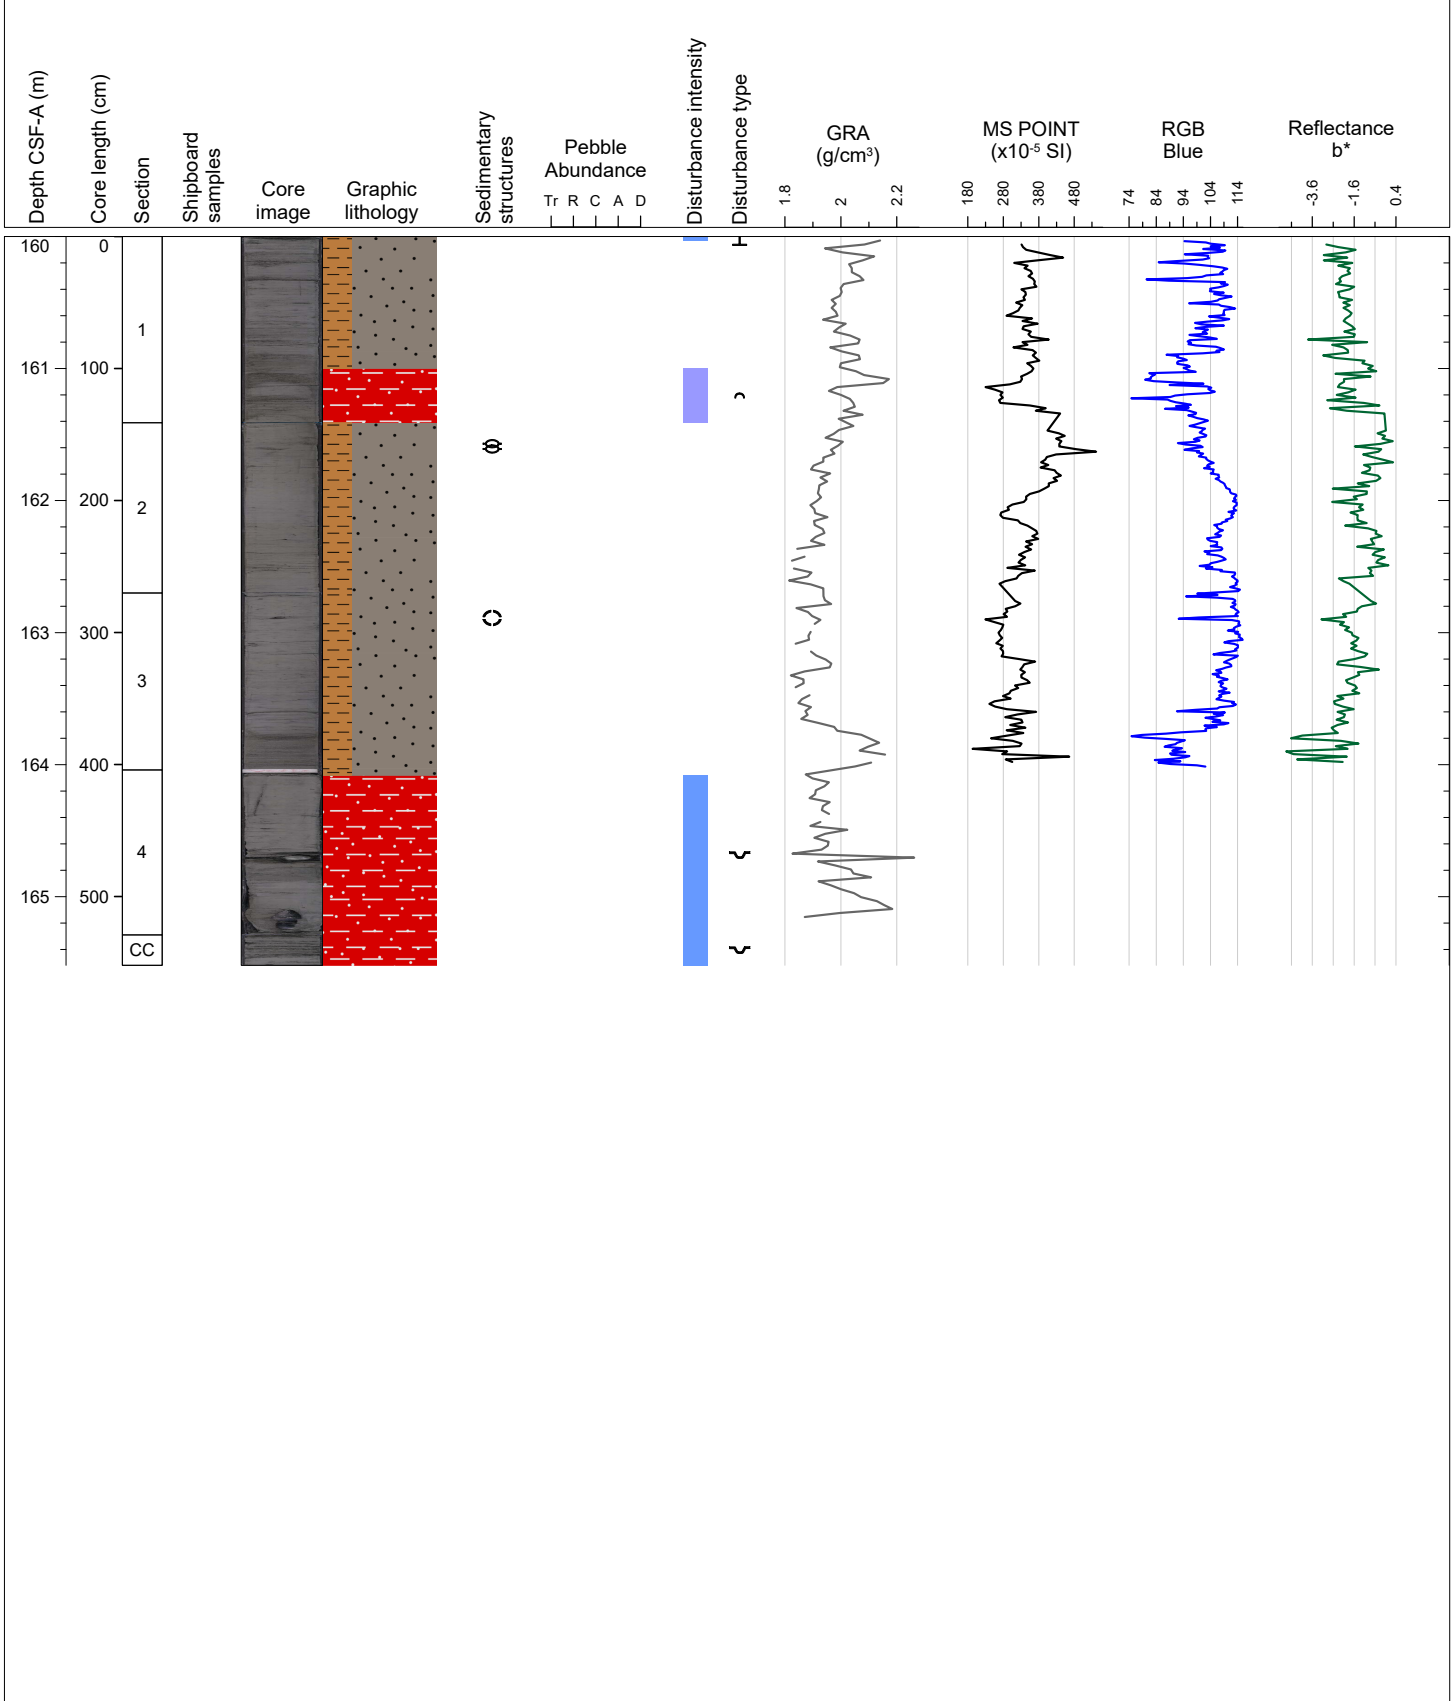 Depth CSF-A (m)
Core length (cm)
Section
Shipboard
samples
Core
image
Graphic
lithology
Sedimentary
structures
Pebble
Abundance
Tr R C A D
Disturbance intensity
Disturbance type
GRA
(g/cm³)
1.8 2 2.2
MS POINT
(x10⁻⁵ SI)
180 280 380 480
RGB
Blue
74 84 94 104 114
Reflectance
b*
-3.6 -1.6 0.4
160 0
1
161 100
162 200
2
163 300
3
164 400
4
165 500
CC